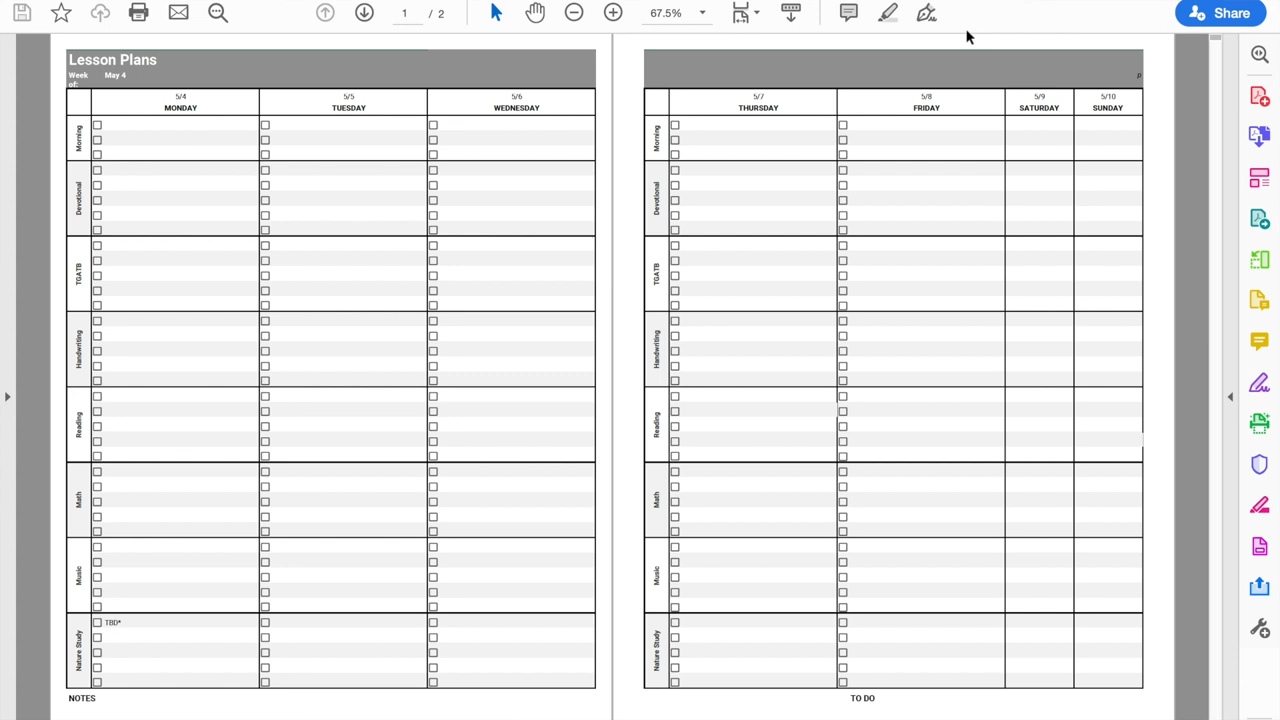 1 / 2
67.5%
Share
Lesson Plans
Week of: May 4
5/4 5/5 5/6
MONDAY TUESDAY WEDNESDAY
Morning
Devotional
TGATB
Handwriting
Reading
Math
Music
Nature Study
TBD*
NOTES
p
5/7 5/8 5/9 5/10
THURSDAY FRIDAY SATURDAY SUNDAY
Morning
Devotional
TGATB
Handwriting
Reading
Math
Music
Nature Study
TO DO